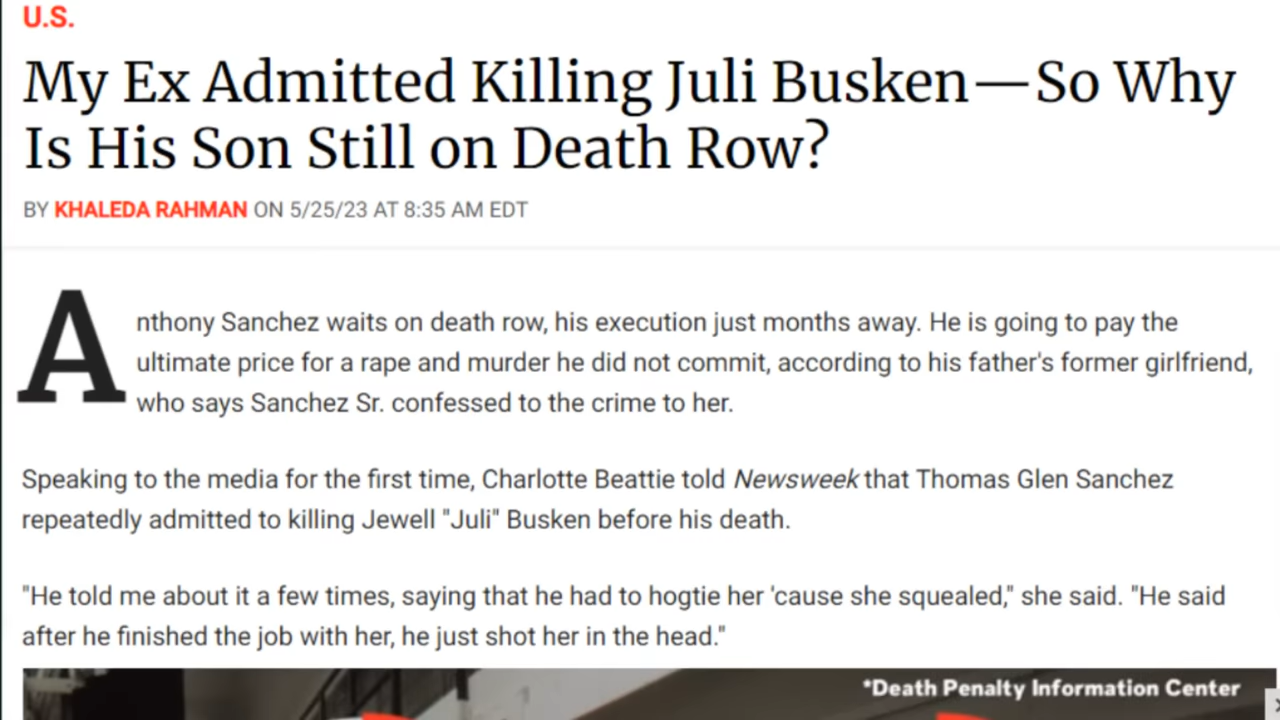 U.S.
My Ex Admitted Killing Juli Busken—So Why
Is His Son Still on Death Row?
BY KHALEDA RAHMAN ON 5/25/23 AT 8:35 AM EDT
Anthony Sanchez waits on death row, his execution just months away. He is going to pay the
ultimate price for a rape and murder he did not commit, according to his father's former girlfriend,
who says Sanchez Sr. confessed to the crime to her.
Speaking to the media for the first time, Charlotte Beattie told Newsweek that Thomas Glen Sanchez
repeatedly admitted to killing Jewell "Juli" Busken before his death.
"He told me about it a few times, saying that he had to hogtie her 'cause she squealed," she said. "He said
after he finished the job with her, he just shot her in the head."
*Death Penalty Information Center